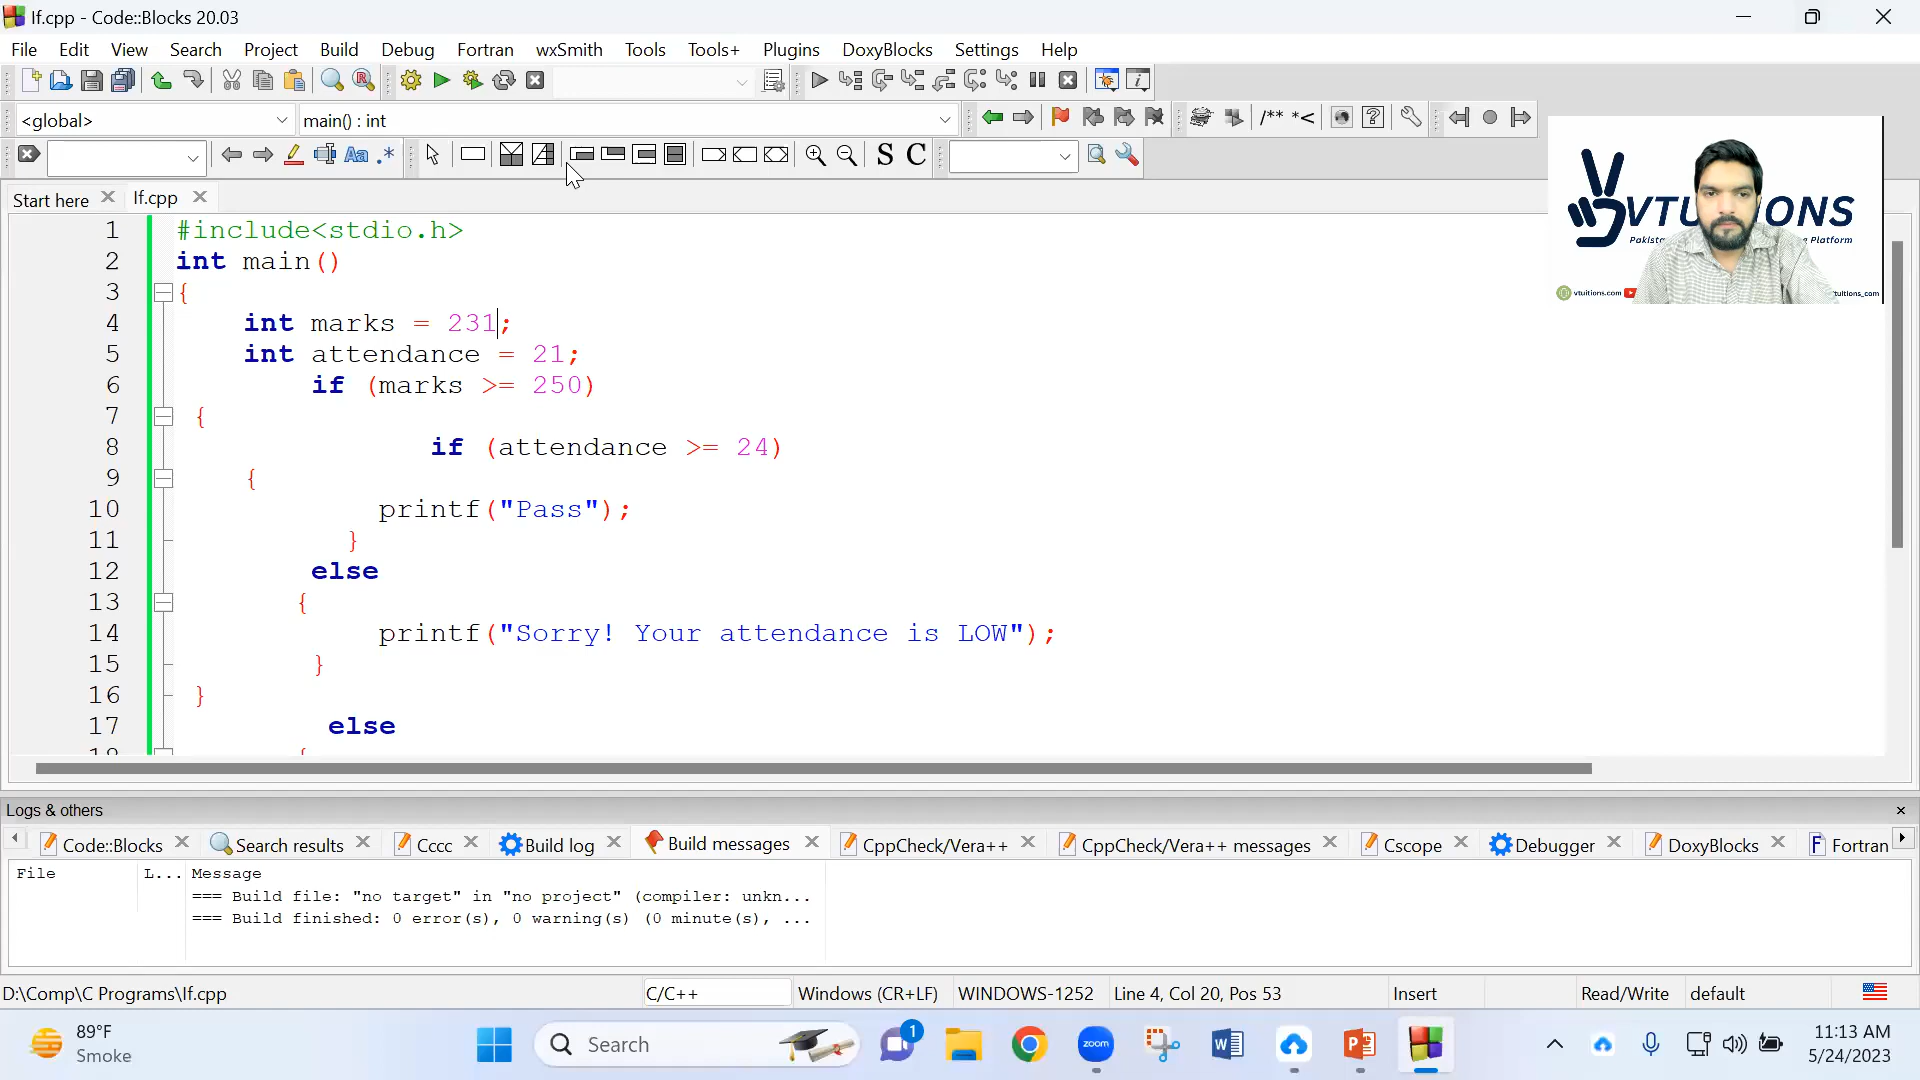 If.cpp - Code::Blocks 20.03
File Edit View Search Project Build Debug Fortran wxSmith Tools Tools+ Plugins DoxyBlocks Settings Help
<global> main() : int /** *<
Aa .* S C
Start here If.cpp
1 #include<stdio.h>
2 int main()
3 {
4 int marks = 231;
5 int attendance = 21;
6 if (marks >= 250)
7 {
8 if (attendance >= 24)
9 {
10 printf("Pass");
11 }
12 else
13 {
14 printf("Sorry! Your attendance is LOW");
15 }
16 }
17 else
18 {
vtuitions.com
Logs & others
Code::Blocks Search results Cccc Build log Build messages CppCheck/Vera++ CppCheck/Vera++ messages Cscope Debugger DoxyBlocks Fortran
File L... Message
=== Build file: "no target" in "no project" (compiler: unkn...
=== Build finished: 0 error(s), 0 warning(s) (0 minute(s), ...
D:\Comp\C Programs\If.cpp C/C++ Windows (CR+LF) WINDOWS-1252 Line 4, Col 20, Pos 53 Insert Read/Write default
89°F
Smoke
Search
1
zoom
11:13 AM
5/24/2023